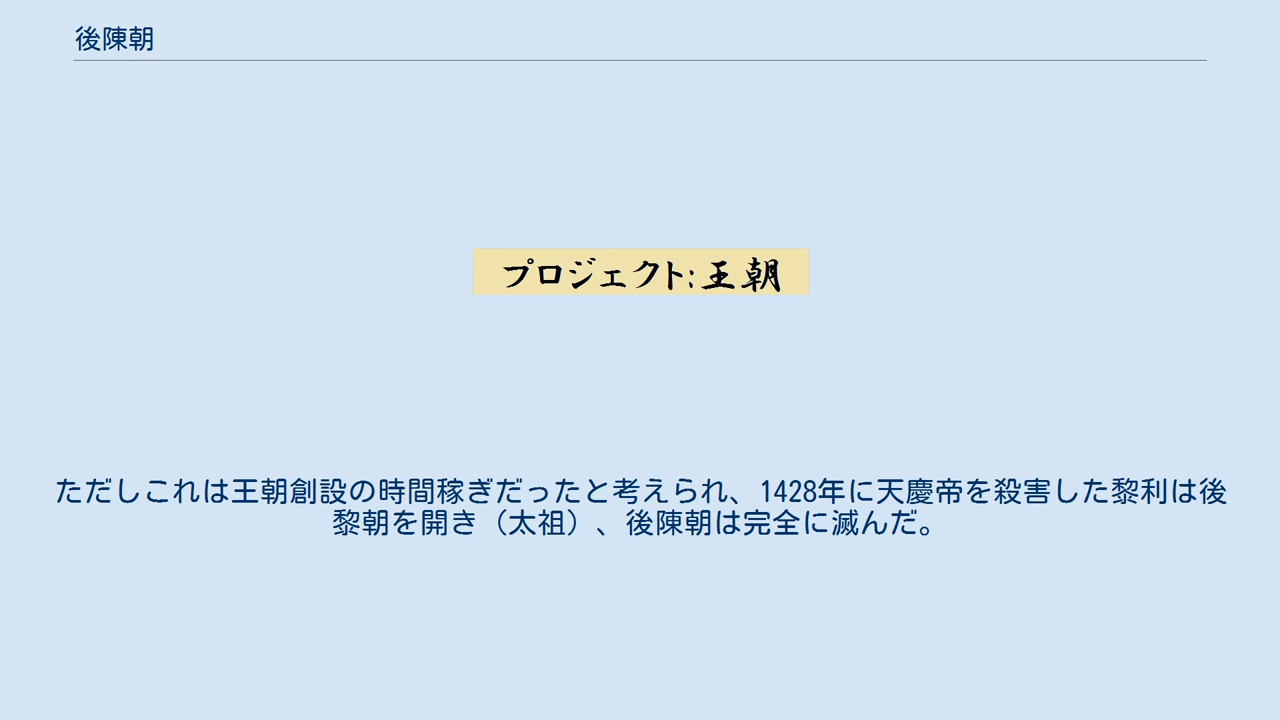 後陳朝
プロジェクト:王朝
ただしこれは王朝創設の時間稼ぎだったと考えられ、1428年に天慶帝を殺害した黎利は後
黎朝を開き（太祖）、後陳朝は完全に滅んだ。